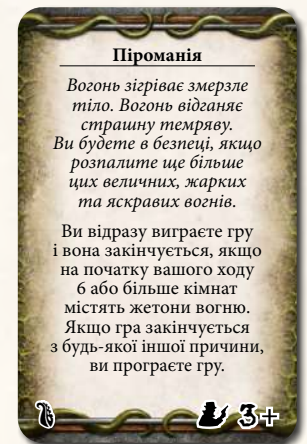 Піроманія
Вогонь зігріває змерзле
тіло. Вогонь відганяє
страшну темряву.
Ви будете в безпеці, якщо
розпалите ще більше
цих величних, жарких
та яскравих вогнів.
Ви відразу виграєте гру
і вона закінчується, якщо
на початку вашого ходу
6 або більше кімнат
містять жетони вогню.
Якщо гра закінчується
з будь-якої іншої причини,
ви програєте гру.
3+